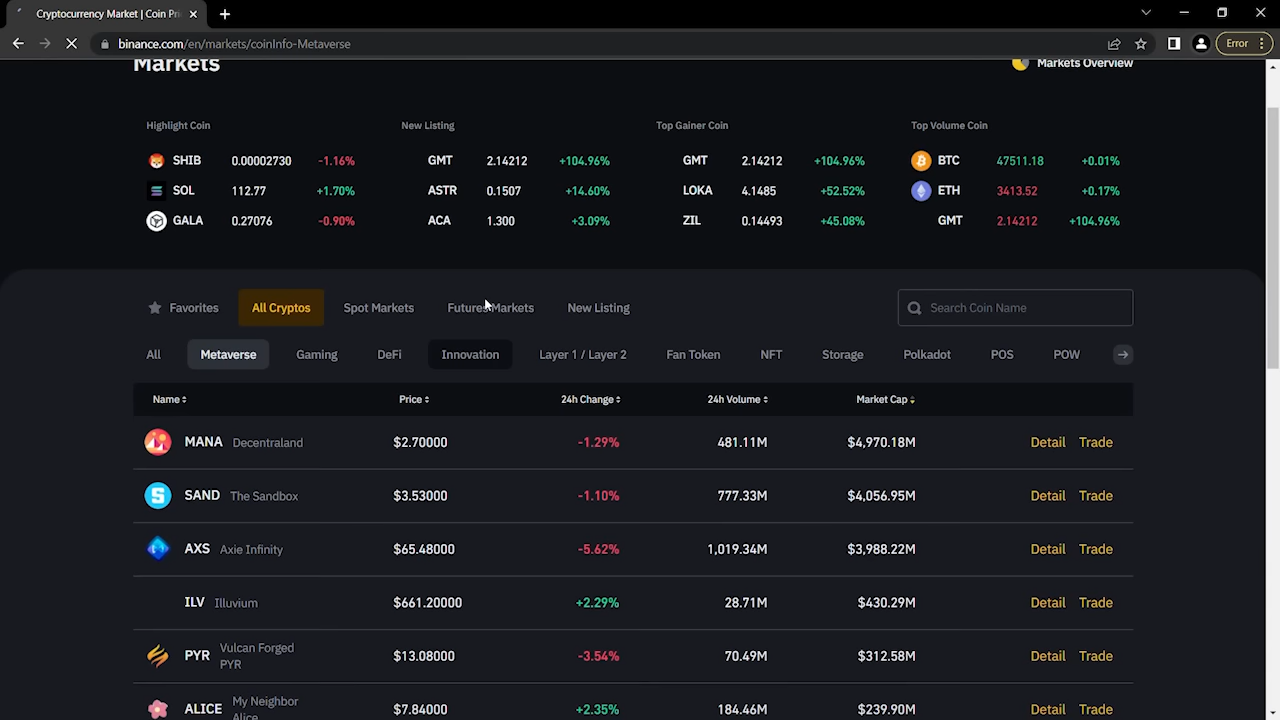 Cryptocurrency Market | Coin Pri
binance.com/en/markets/coinInfo-Metaverse
Error
Markets
Markets Overview
Highlight Coin New Listing Top Gainer Coin Top Volume Coin
SHIB 0.00002730 -1.16% GMT 2.14212 +104.96% GMT 2.14212 +104.96% BTC 47511.18 +0.01%
SOL 112.77 +1.70% ASTR 0.1507 +14.60% LOKA 4.1485 +52.52% ETH 3413.52 +0.17%
GALA 0.27076 -0.90% ACA 1.300 +3.09% ZIL 0.14493 +45.08% GMT 2.14212 +104.96%
Favorites All Cryptos Spot Markets Futures Markets New Listing Search Coin Name
All Metaverse Gaming DeFi Innovation Layer 1 / Layer 2 Fan Token NFT Storage Polkadot POS POW
Name Price 24h Change 24h Volume Market Cap
MANA Decentraland $2.70000 -1.29% 481.11M $4,970.18M Detail Trade
SAND The Sandbox $3.53000 -1.10% 777.33M $4,056.95M Detail Trade
AXS Axie Infinity $65.48000 -5.62% 1,019.34M $3,988.22M Detail Trade
ILV Illuvium $661.20000 +2.29% 28.71M $430.29M Detail Trade
PYR Vulcan Forged PYR $13.08000 -3.54% 70.49M $312.58M Detail Trade
ALICE My Neighbor Alice $7.84000 +2.35% 184.46M $239.90M Detail Trade